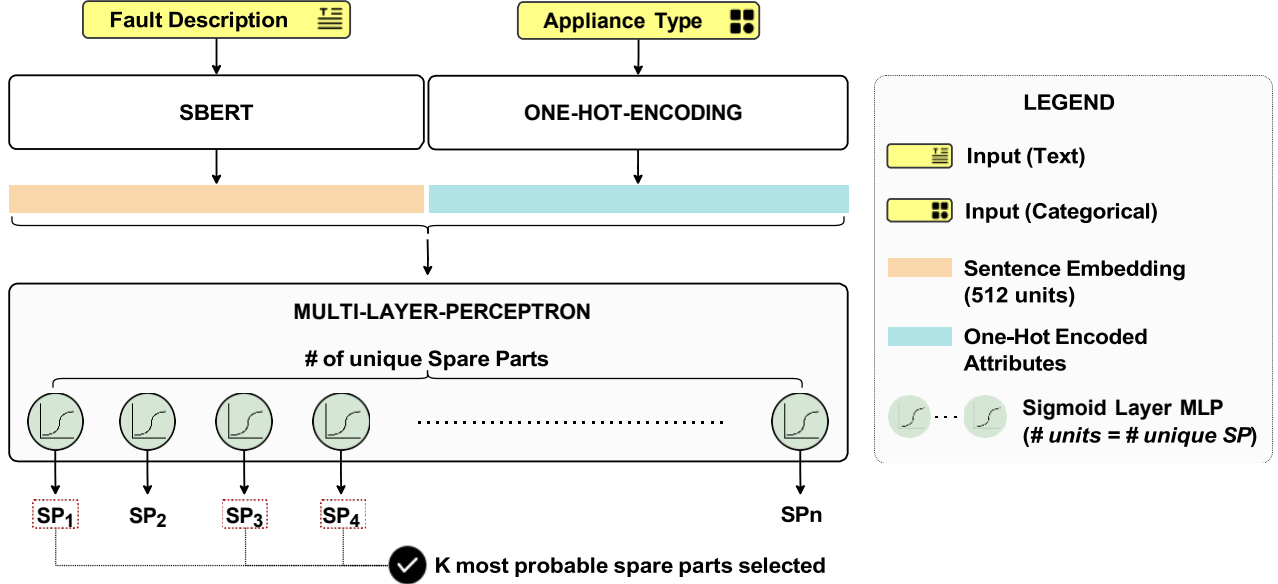 Fault Description
Appliance Type
SBERT
ONE-HOT-ENCODING
MULTI-LAYER-PERCEPTRON
# of unique Spare Parts
SP1
SP2
SP3
SP4
SPn
K most probable spare parts selected
LEGEND
Input (Text)
Input (Categorical)
Sentence Embedding
(512 units)
One-Hot Encoded
Attributes
Sigmoid Layer MLP
(# units = # unique SP)